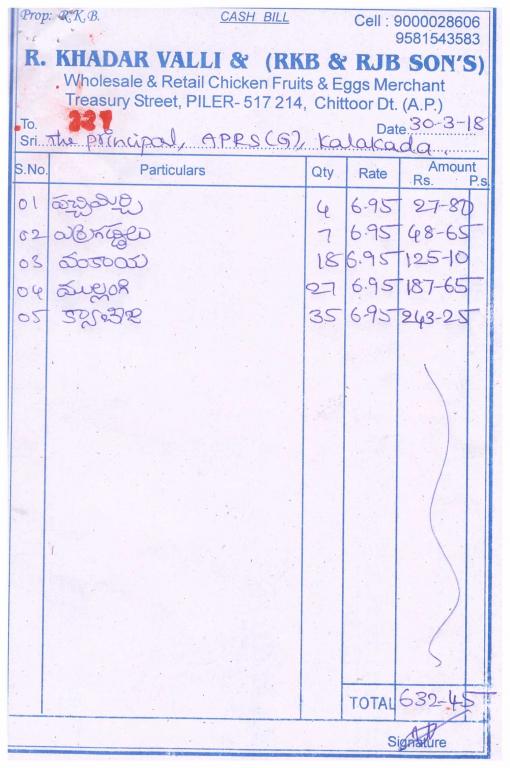 Prop: R.K.B. CASH BILL Cell : 9000028606
9581543583
R. KHADAR VALLI & (RKB & RJB SON'S)
Wholesale & Retail Chicken Fruits & Eggs Merchant
Treasury Street, PILER- 517 214, Chittoor Dt. (A.P.)
To. 221 Date 30-3-18
Sri. The principal, APRS(G), Kalakada
S.No. Particulars Qty Rate Amount
Rs. P.s
01 పచ్చిమిర్చి 4 6.95 27-80
02 ఎర్రగడ్డలు 7 6.95 48-65
03 వంకాయ 18 6.95 125-10
04 ముల్లంగి 27 6.95 187-65
05 క్యాబేజి 35 6.95 243-25
TOTAL 632-45
Signature